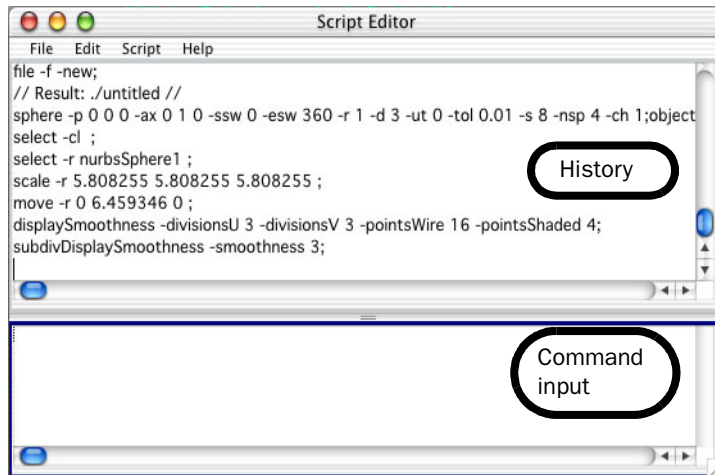 Script Editor
File Edit Script Help
file -f -new;
// Result: ./untitled //
sphere -p 0 0 0 -ax 0 1 0 -ssw 0 -esw 360 -r 1 -d 3 -ut 0 -tol 0.01 -s 8 -nsp 4 -ch 1;object
select -cl ;
select -r nurbsSphere1 ;
scale -r 5.808255 5.808255 5.808255 ;
move -r 0 6.459346 0 ;
displaySmoothness -divisionsU 3 -divisionsV 3 -pointsWire 16 -pointsShaded 4;
subdivDisplaySmoothness -smoothness 3;
History
Command
input